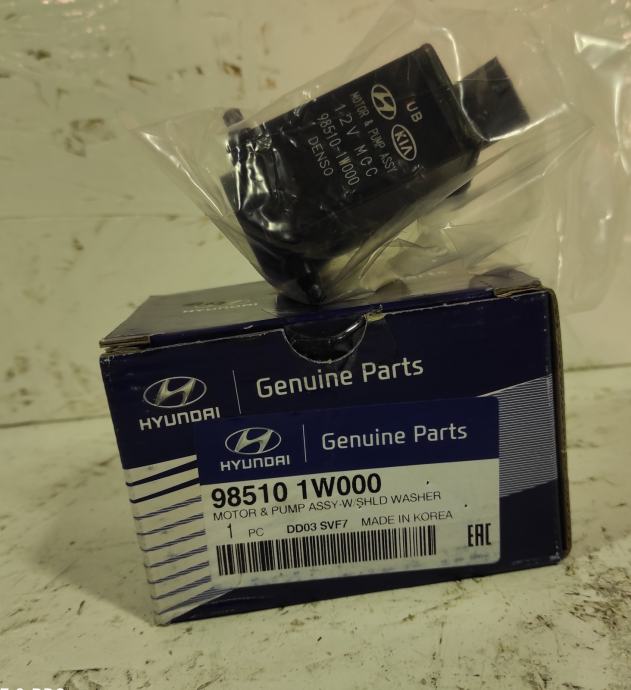 UB
KIA
MOTOR & PUMP ASSY
12V M.C.C
98510-1W000
DENSO
HYUNDAI
HYUNDAI
Genuine Parts
HYUNDAI
Genuine Parts
98510 1W000
MOTOR & PUMP ASSY-W/SHLD WASHER
1 PC DD03 SVF7 MADE IN KOREA
EAC